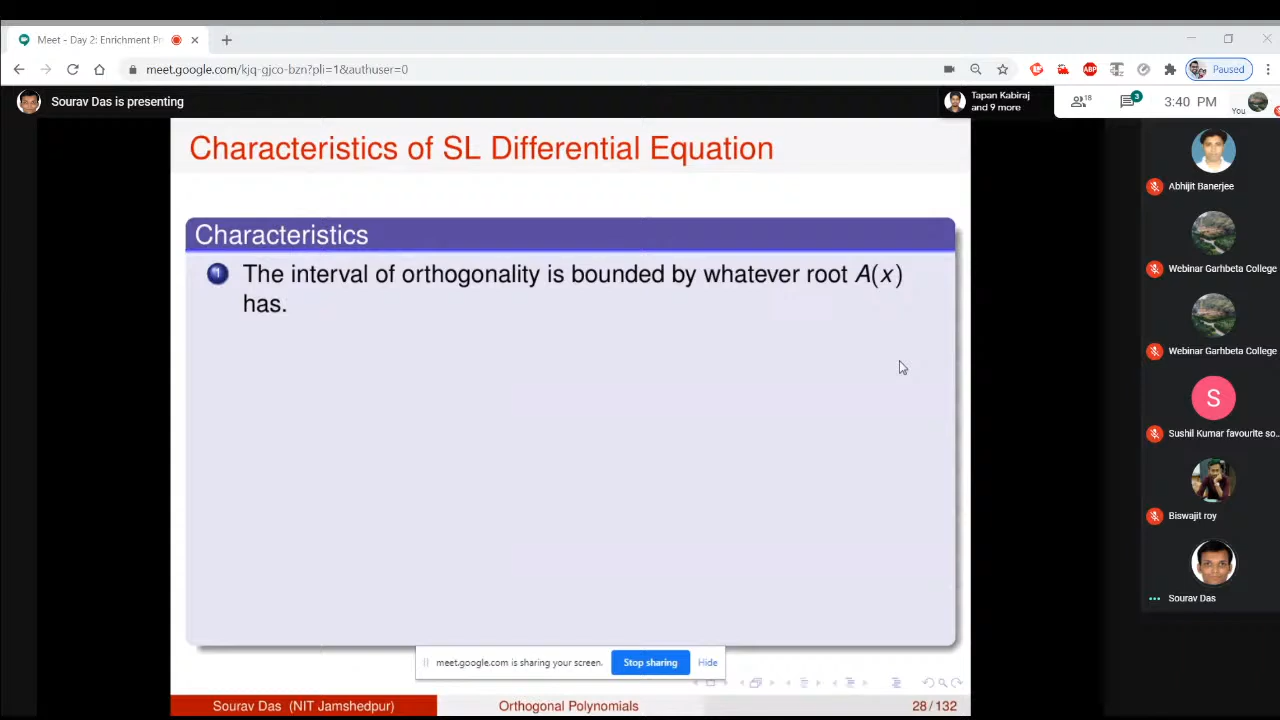 Meet - Day 2: Enrichment Pr
meet.google.com/kjq-gjco-bzn?pli=1&authuser=0
ABP
Paused
Sourav Das is presenting
Tapan Kabiraj
and 9 more
18
3
3:40 PM
You
Characteristics of SL Differential Equation
Abhijit Banerjee
Characteristics
1 The interval of orthogonality is bounded by whatever root A(x)
has.
Webinar Garhbeta College
Webinar Garhbeta College
S
Sushil Kumar favourite so...
Biswajit roy
Sourav Das
meet.google.com is sharing your screen.
Stop sharing
Hide
Sourav Das (NIT Jamshedpur)
Orthogonal Polynomials
28 / 132